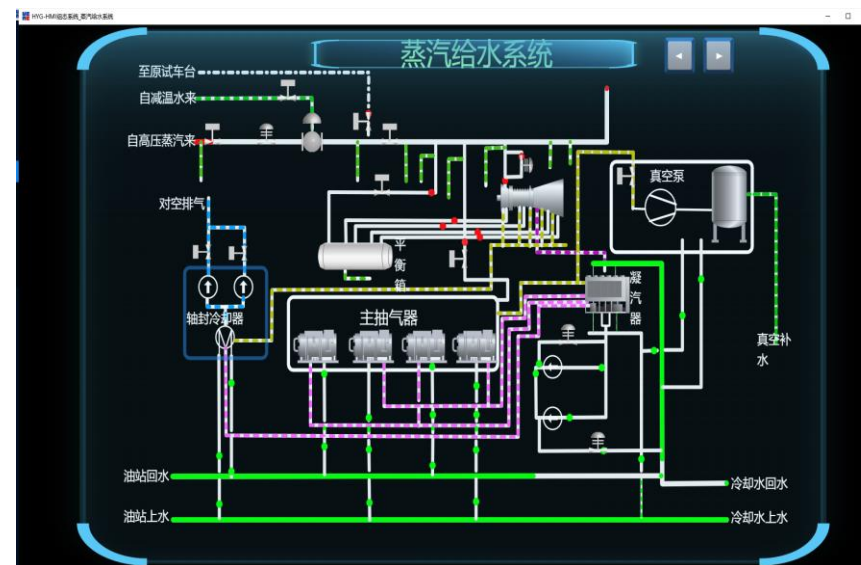 HYG-HMI组态系统_蒸汽给水系统
蒸汽给水系统
至原试车台
自减温水来
自高压蒸汽来
对空排气
真空泵
平
衡
箱
凝
汽
器
轴封冷却器
主抽气器
真空补
水
油站回水
冷却水回水
油站上水
冷却水上水